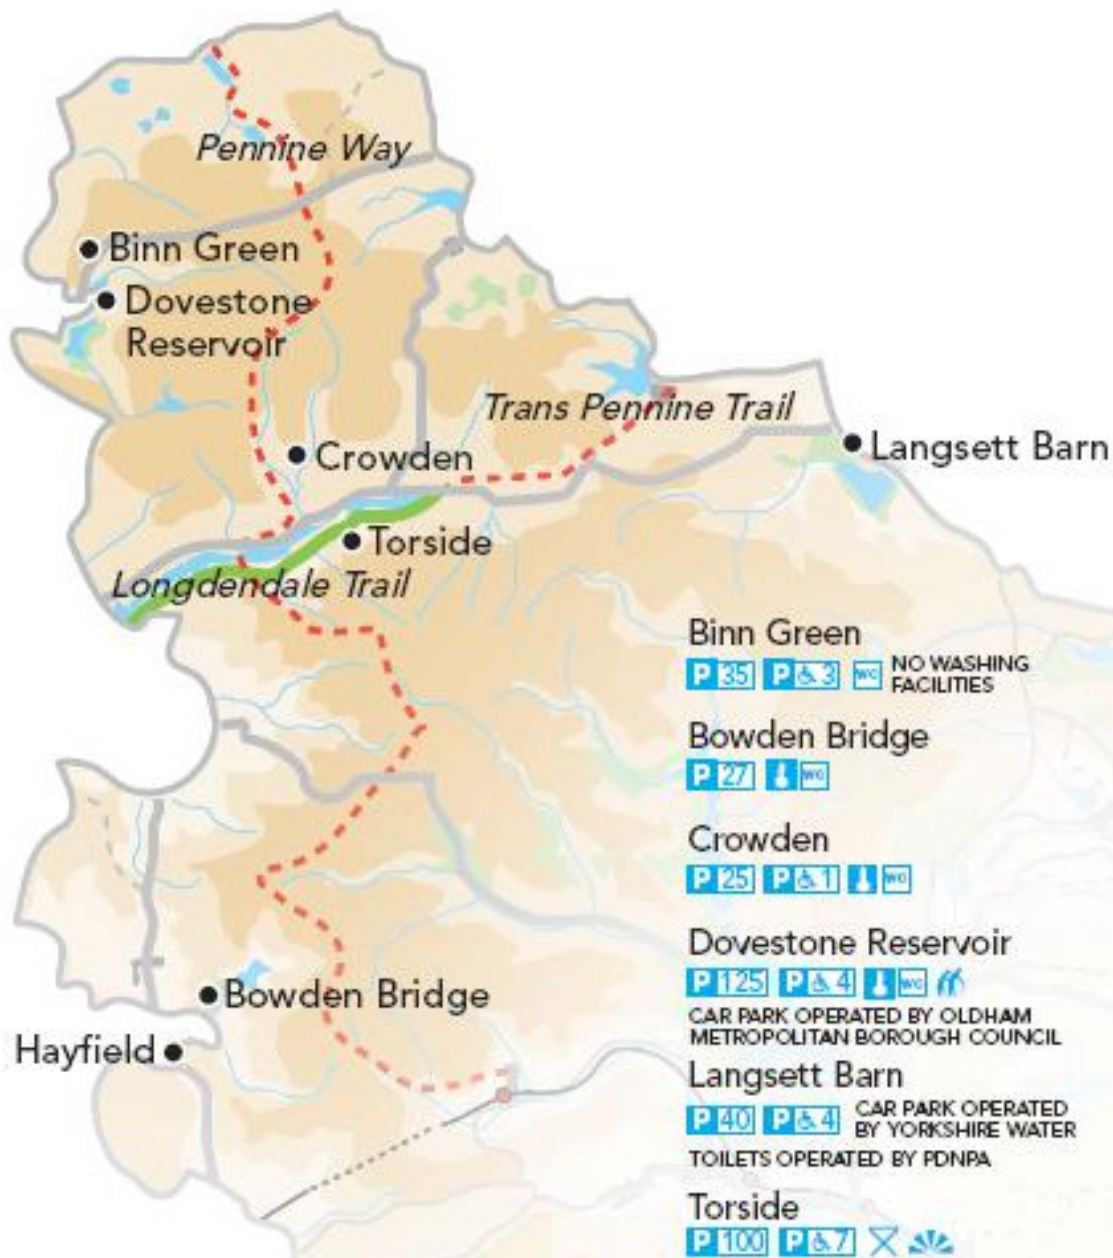 Pennine Way
Binn Green
Dovestone
Reservoir
Trans Pennine Trail
Crowden
Langsett Barn
Torside
Longdendale Trail
Bowden Bridge
Hayfield
Binn Green
P 35 P 3 WC NO WASHING
FACILITIES
Bowden Bridge
P 27 WC
Crowden
P 25 P 1 WC
Dovestone Reservoir
P 125 P 4 WC
CAR PARK OPERATED BY OLDHAM
METROPOLITAN BOROUGH COUNCIL
Langsett Barn
P 40 P 4 CAR PARK OPERATED
BY YORKSHIRE WATER
TOILETS OPERATED BY PDNPA
Torside
P 100 P 7